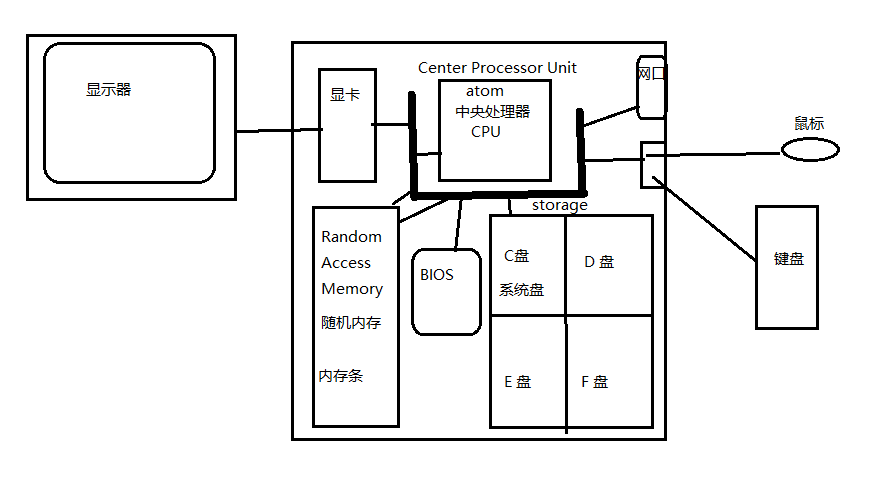 显示器
显卡
Center Processor Unit
atom
中央处理器
CPU
网口
鼠标
键盘
storage
Random
Access
Memory
随机内存
内存条
BIOS
C盘
系统盘
D 盘
E 盘
F 盘